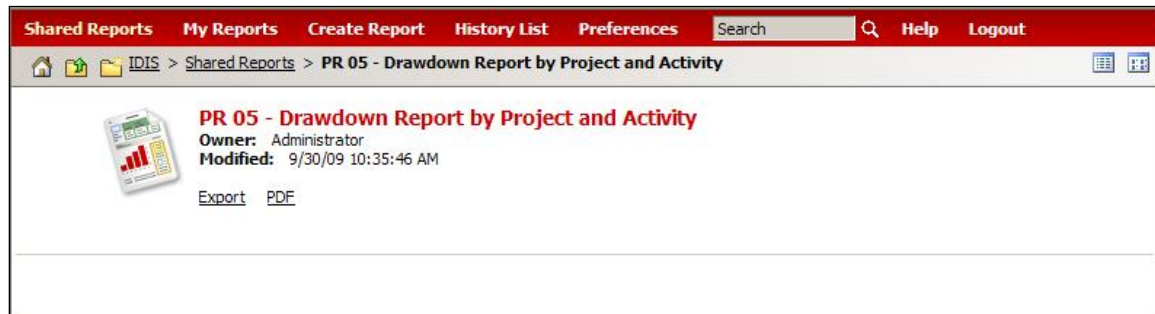 Shared Reports My Reports Create Report History List Preferences Search Help Logout
IDIS > Shared Reports > PR 05 - Drawdown Report by Project and Activity
PR 05 - Drawdown Report by Project and Activity
Owner: Administrator
Modified: 9/30/09 10:35:46 AM
Export PDF